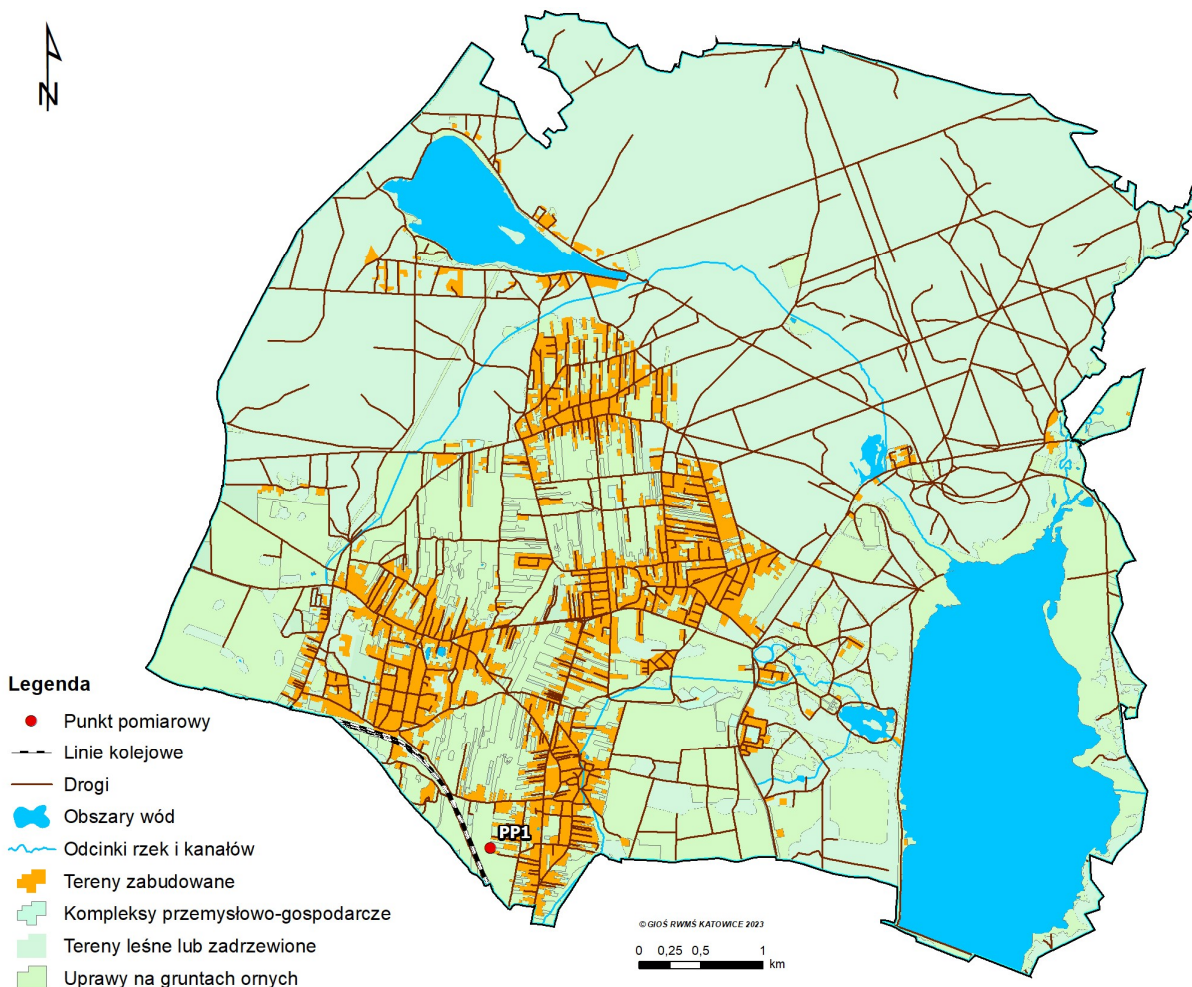 N
Legenda
Punkt pomiarowy
Linie kolejowe
Drogi
Obszary wód
Odcinki rzek i kanałów
Tereny zabudowane
Kompleksy przemysłowo-gospodarcze
Tereny leśne lub zadrzewione
Uprawy na gruntach ornych
PP1
© GIOŚ RWMŚ KATOWICE 2023
0 0,25 0,5 1
km